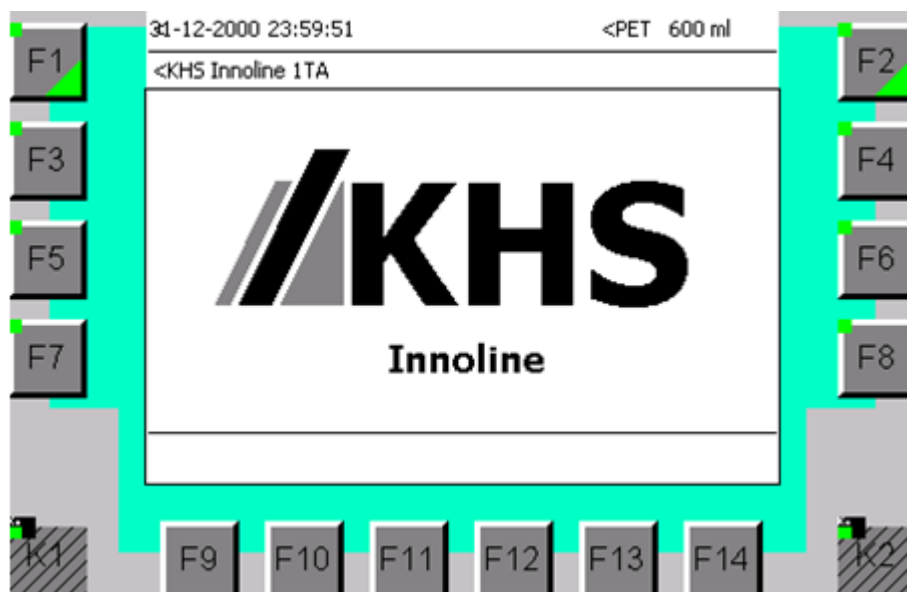 31-12-2000 23:59:51 <PET 600 ml
<KHS Innoline 1TA
F1 F2
F3 KHS F4
F5 F6
Innoline
F7 F8
K1 F9 F10 F11 F12 F13 F14 K2